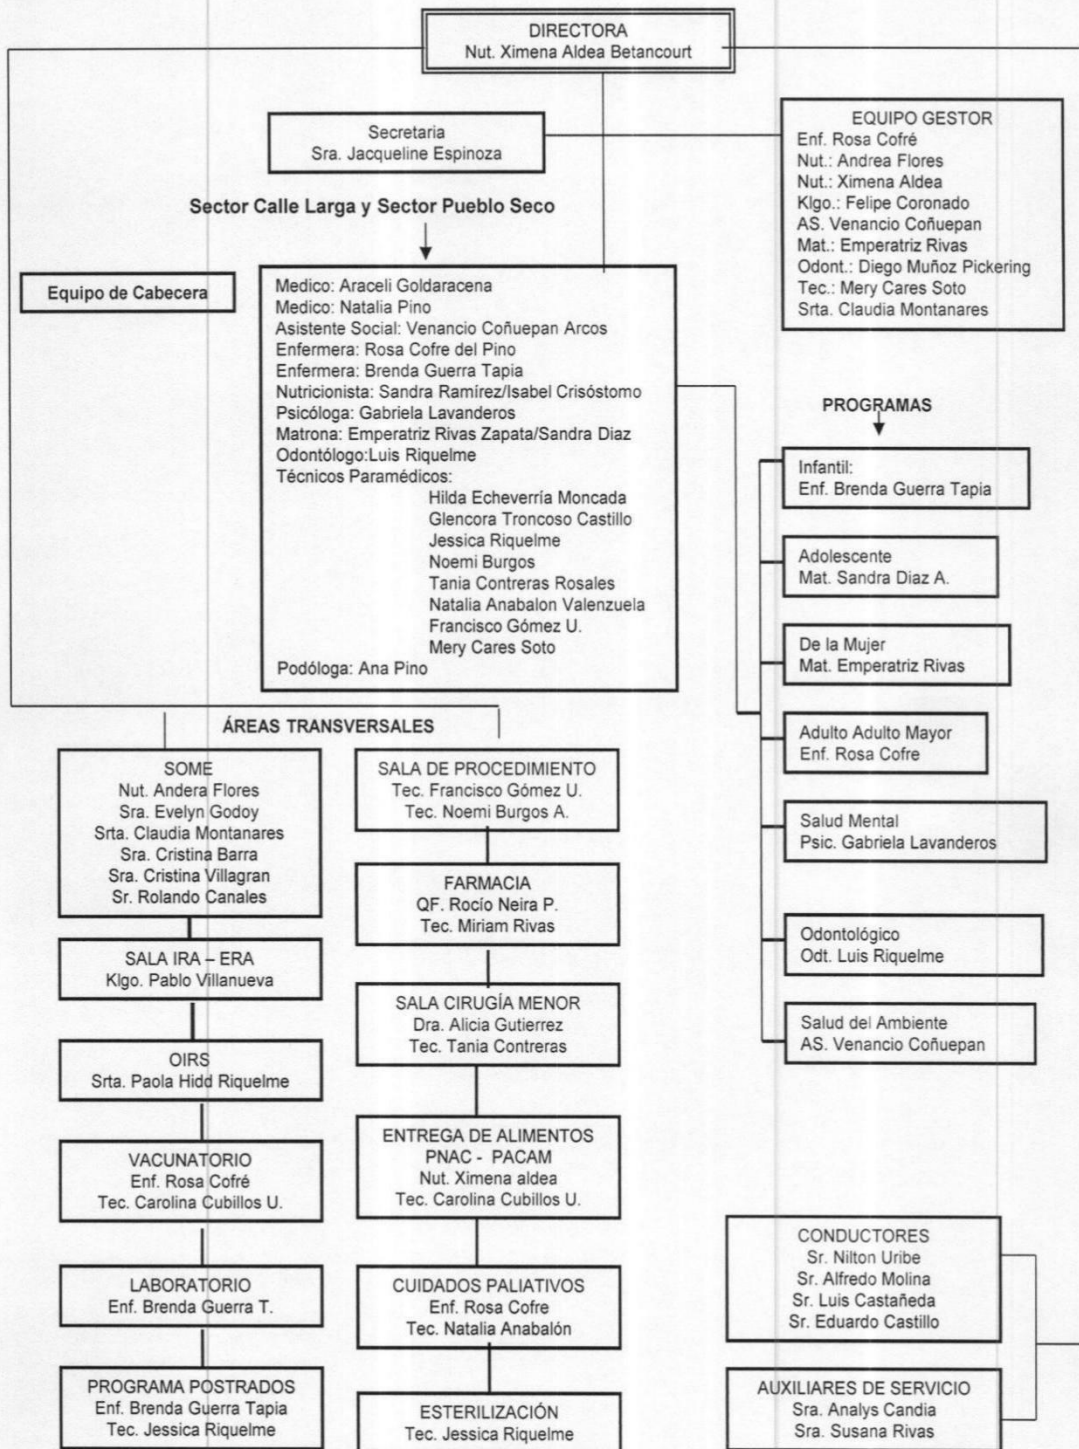 DIRECTORA
Nut. Ximena Aldea Betancourt
Secretaria
Sra. Jacqueline Espinoza
EQUIPO GESTOR
Enf. Rosa Cofré
Nut.: Andrea Flores
Nut.: Ximena Aldea
Klgo.: Felipe Coronado
AS. Venancio Coñuepan
Mat.: Emperatriz Rivas
Odont.: Diego Muñoz Pickering
Tec.: Mery Cares Soto
Srta. Claudia Montanares
Sector Calle Larga y Sector Pueblo Seco
Equipo de Cabecera
Medico: Araceli Goldaracena
Medico: Natalia Pino
Asistente Social: Venancio Coñuepan Arcos
Enfermera: Rosa Cofre del Pino
Enfermera: Brenda Guerra Tapia
Nutricionista: Sandra Ramírez/Isabel Crisóstomo
Psicóloga: Gabriela Lavanderos
Matrona: Emperatriz Rivas Zapata/Sandra Diaz
Odontólogo:Luis Riquelme
Técnicos Paramédicos:
Hilda Echeverría Moncada
Glencora Troncoso Castillo
Jessica Riquelme
Noemi Burgos
Tania Contreras Rosales
Natalia Anabalon Valenzuela
Francisco Gómez U.
Mery Cares Soto
Podóloga: Ana Pino
PROGRAMAS
Infantil:
Enf. Brenda Guerra Tapia
Adolescente
Mat. Sandra Diaz A.
De la Mujer
Mat. Emperatriz Rivas
Adulto Adulto Mayor
Enf. Rosa Cofre
Salud Mental
Psic. Gabriela Lavanderos
Odontológico
Odt. Luis Riquelme
Salud del Ambiente
AS. Venancio Coñuepan
ÁREAS TRANSVERSALES
SOME
Nut. Andera Flores
Sra. Evelyn Godoy
Srta. Claudia Montanares
Sra. Cristina Barra
Sra. Cristina Villagran
Sr. Rolando Canales
SALA IRA – ERA
Klgo. Pablo Villanueva
OIRS
Srta. Paola Hidd Riquelme
VACUNATORIO
Enf. Rosa Cofré
Tec. Carolina Cubillos U.
LABORATORIO
Enf. Brenda Guerra T.
PROGRAMA POSTRADOS
Enf. Brenda Guerra Tapia
Tec. Jessica Riquelme
SALA DE PROCEDIMIENTO
Tec. Francisco Gómez U.
Tec. Noemi Burgos A.
FARMACIA
QF. Rocío Neira P.
Tec. Miriam Rivas
SALA CIRUGÍA MENOR
Dra. Alicia Gutierrez
Tec. Tania Contreras
ENTREGA DE ALIMENTOS
PNAC - PACAM
Nut. Ximena aldea
Tec. Carolina Cubillos U.
CUIDADOS PALIATIVOS
Enf. Rosa Cofre
Tec. Natalia Anabalón
ESTERILIZACIÓN
Tec. Jessica Riquelme
CONDUCTORES
Sr. Nilton Uribe
Sr. Alfredo Molina
Sr. Luis Castañeda
Sr. Eduardo Castillo
AUXILIARES DE SERVICIO
Sra. Analys Candia
Sra. Susana Rivas